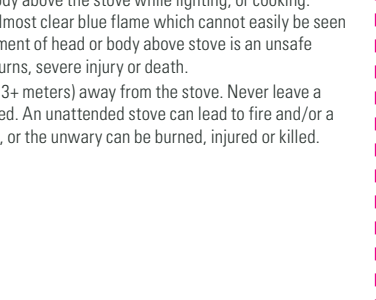 ody above the stove while lighting, or cooking.
lmost clear blue flame which cannot easily be seen
ment of head or body above stove is an unsafe
urns, severe injury or death.
3+ meters) away from the stove. Never leave a
ed. An unattended stove can lead to fire and/or a
, or the unwary can be burned, injured or killed.